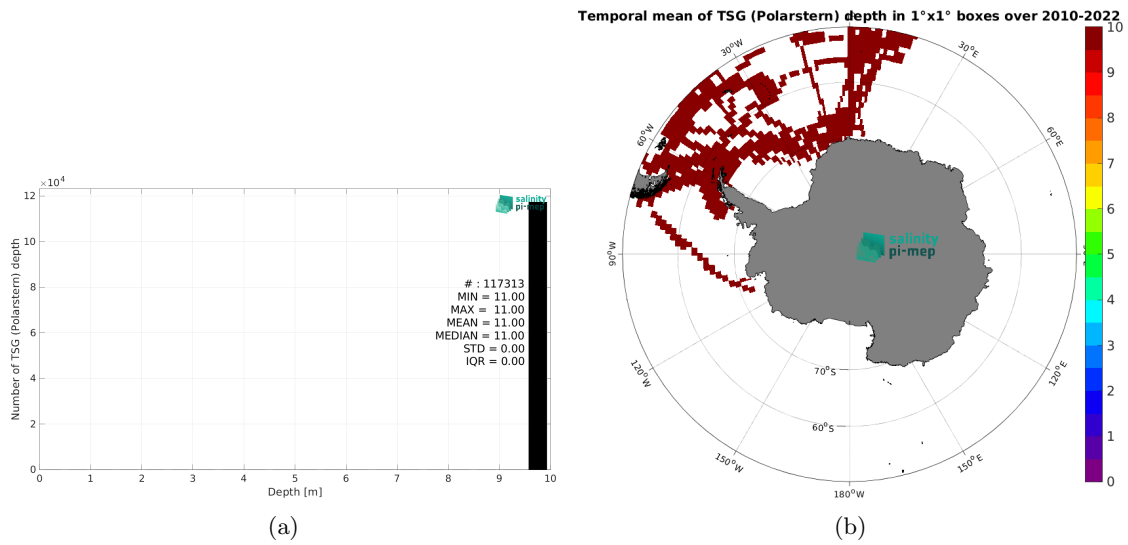 Temporal mean of TSG (Polarstern) depth in 1°x1° boxes over 2010-2022
×10⁴
12
10
8
6
4
2
0
Number of TSG (Polarstern) depth
0 1 2 3 4 5 6 7 8 9 10
Depth [m]
salinity
pi-mep
# : 117313
MIN = 11.00
MAX = 11.00
MEAN = 11.00
MEDIAN = 11.00
STD = 0.00
IQR = 0.00
(a)
30°W
30°E
60°W
60°E
90°W
120°W
120°E
150°W
150°E
180°W
70°S
60°S
salinity
pi-mep
10
9
8
7
6
5
4
3
2
1
0
(b)